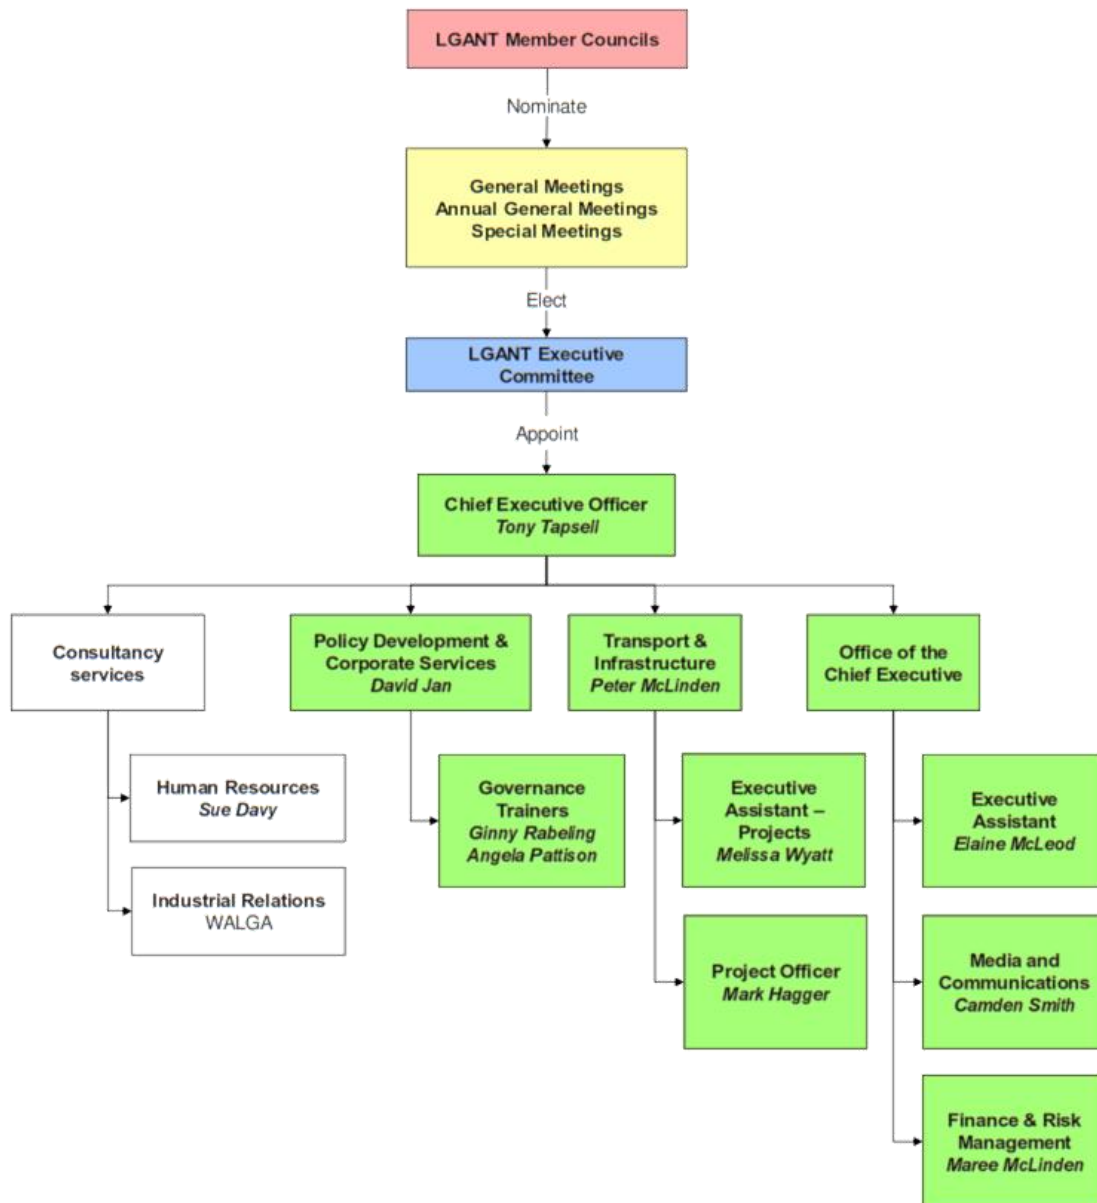 LGANT Member Councils
Nominate
General Meetings
Annual General Meetings
Special Meetings
Elect
LGANT Executive
Committee
Appoint
Chief Executive Officer
Tony Tapsell
Consultancy
services
Policy Development &
Corporate Services
David Jan
Transport &
Infrastructure
Peter McLinden
Office of the
Chief Executive
Human Resources
Sue Davy
Industrial Relations
WALGA
Governance
Trainers
Ginny Rabeling
Angela Pattison
Executive
Assistant –
Projects
Melissa Wyatt
Project Officer
Mark Hagger
Executive
Assistant
Elaine McLeod
Media and
Communications
Camden Smith
Finance & Risk
Management
Maree McLinden